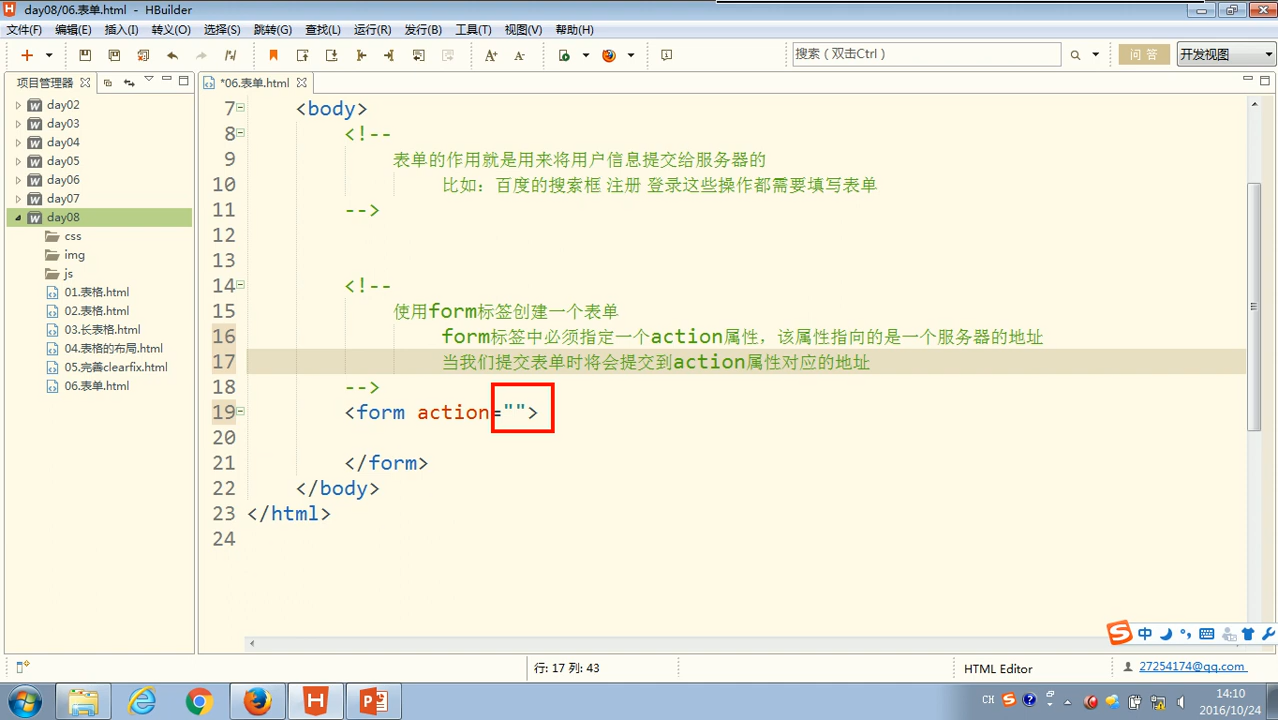 day08/06.表单.html - HBuilder
文件(F) 编辑(E) 插入(I) 转义(O) 选择(S) 跳转(G) 查找(L) 运行(R) 发行(B) 工具(T) 视图(V) 帮助(H)
搜索（双击Ctrl）
问 答
开发视图
项目管理器
*06.表单.html
day02
day03
day04
day05
day06
day07
day08
css
img
js
01.表格.html
02.表格.html
03.长表格.html
04.表格的布局.html
05.完善clearfix.html
06.表单.html
7 <body>
8 <!--
9 表单的作用就是用来将用户信息提交给服务器的
10 比如：百度的搜索框 注册 登录这些操作都需要填写表单
11 -->
12
13
14 <!--
15 使用form标签创建一个表单
16 form标签中必须指定一个action属性，该属性指向的是一个服务器的地址
17 当我们提交表单时将会提交到action属性对应的地址
18 -->
19 <form action="">
20
21 </form>
22 </body>
23 </html>
24
中
行: 17 列: 43
HTML Editor
27254174@qq.com
CH
14:10
2016/10/24